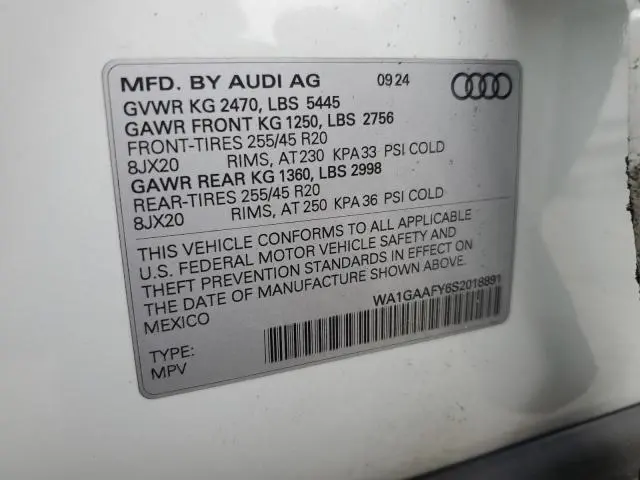 MFD. BY AUDI AG 09 24
GVWR KG 2470, LBS 5445
GAWR FRONT KG 1250, LBS 2756
FRONT-TIRES 255/45 R20
8JX20 RIMS, AT 230 KPA 33 PSI COLD
GAWR REAR KG 1360, LBS 2998
REAR-TIRES 255/45 R20
8JX20 RIMS, AT 250 KPA 36 PSI COLD
THIS VEHICLE CONFORMS TO ALL APPLICABLE
U.S. FEDERAL MOTOR VEHICLE SAFETY AND
THEFT PREVENTION STANDARDS IN EFFECT ON
THE DATE OF MANUFACTURE SHOWN ABOVE.
MEXICO
WA1GAAFY6S2018891
TYPE:
MPV